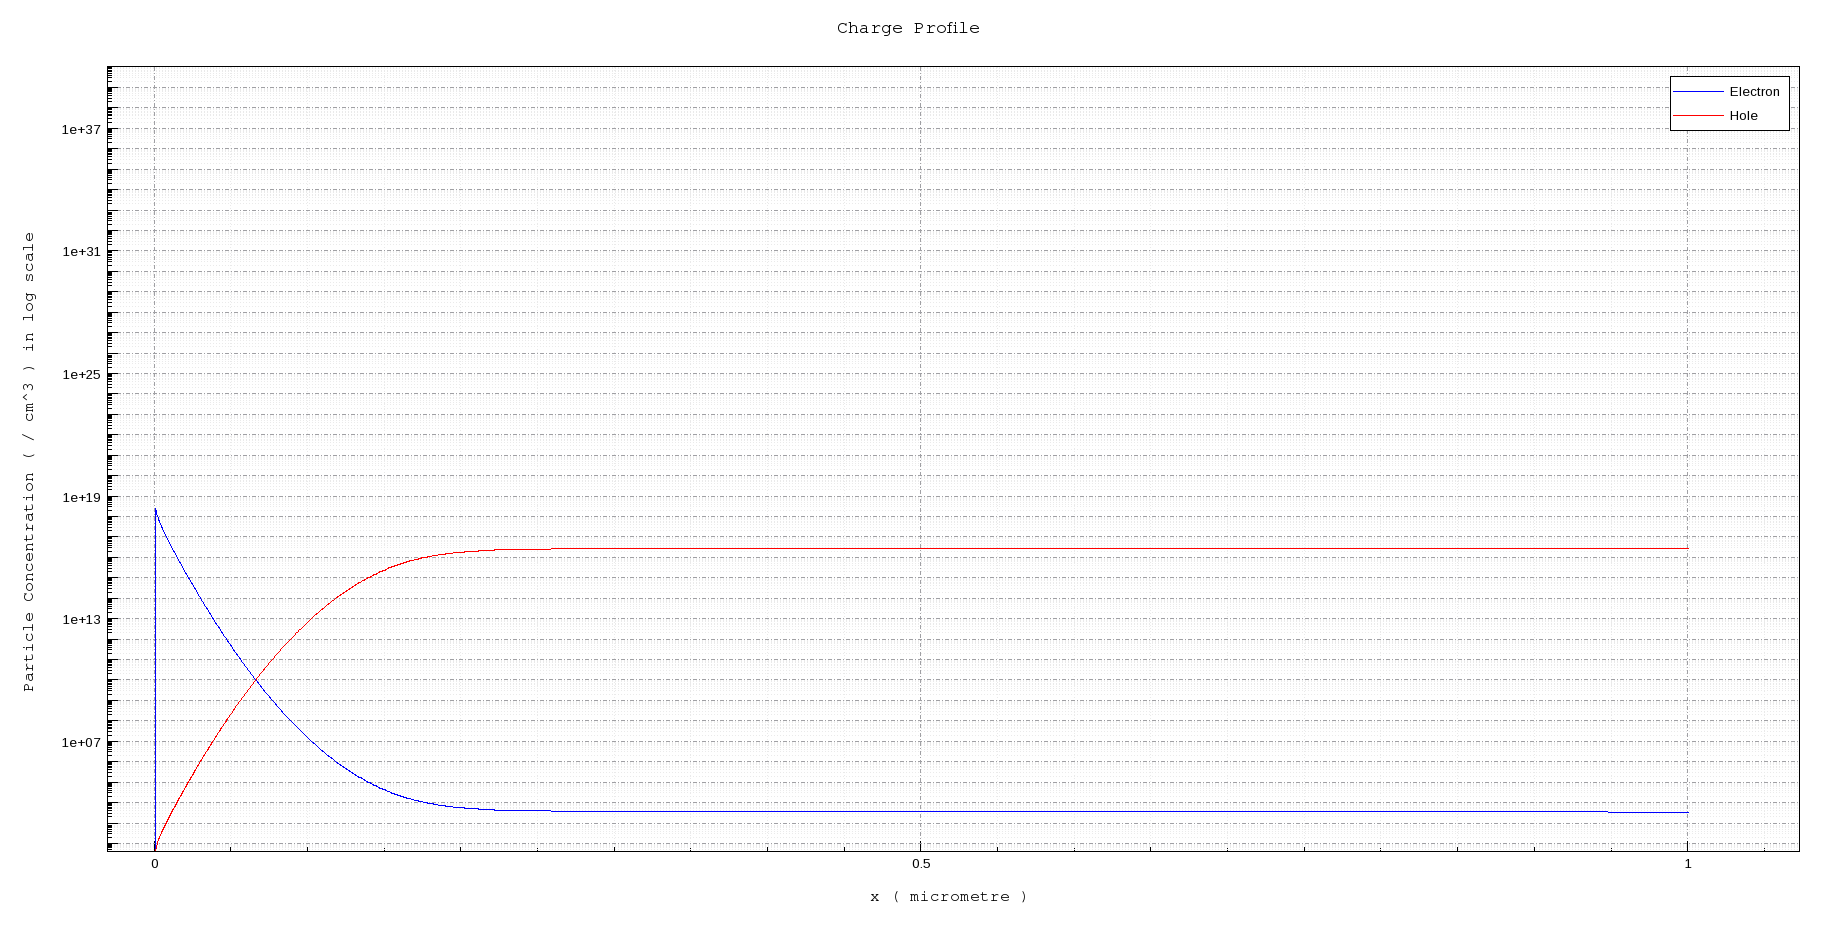 Charge Profile
Electron
Hole
1e+37
1e+31
1e+25
1e+19
1e+13
1e+07
Particle Concentration ( / cm^3 ) in log scale
0
0.5
1
x ( micrometre )